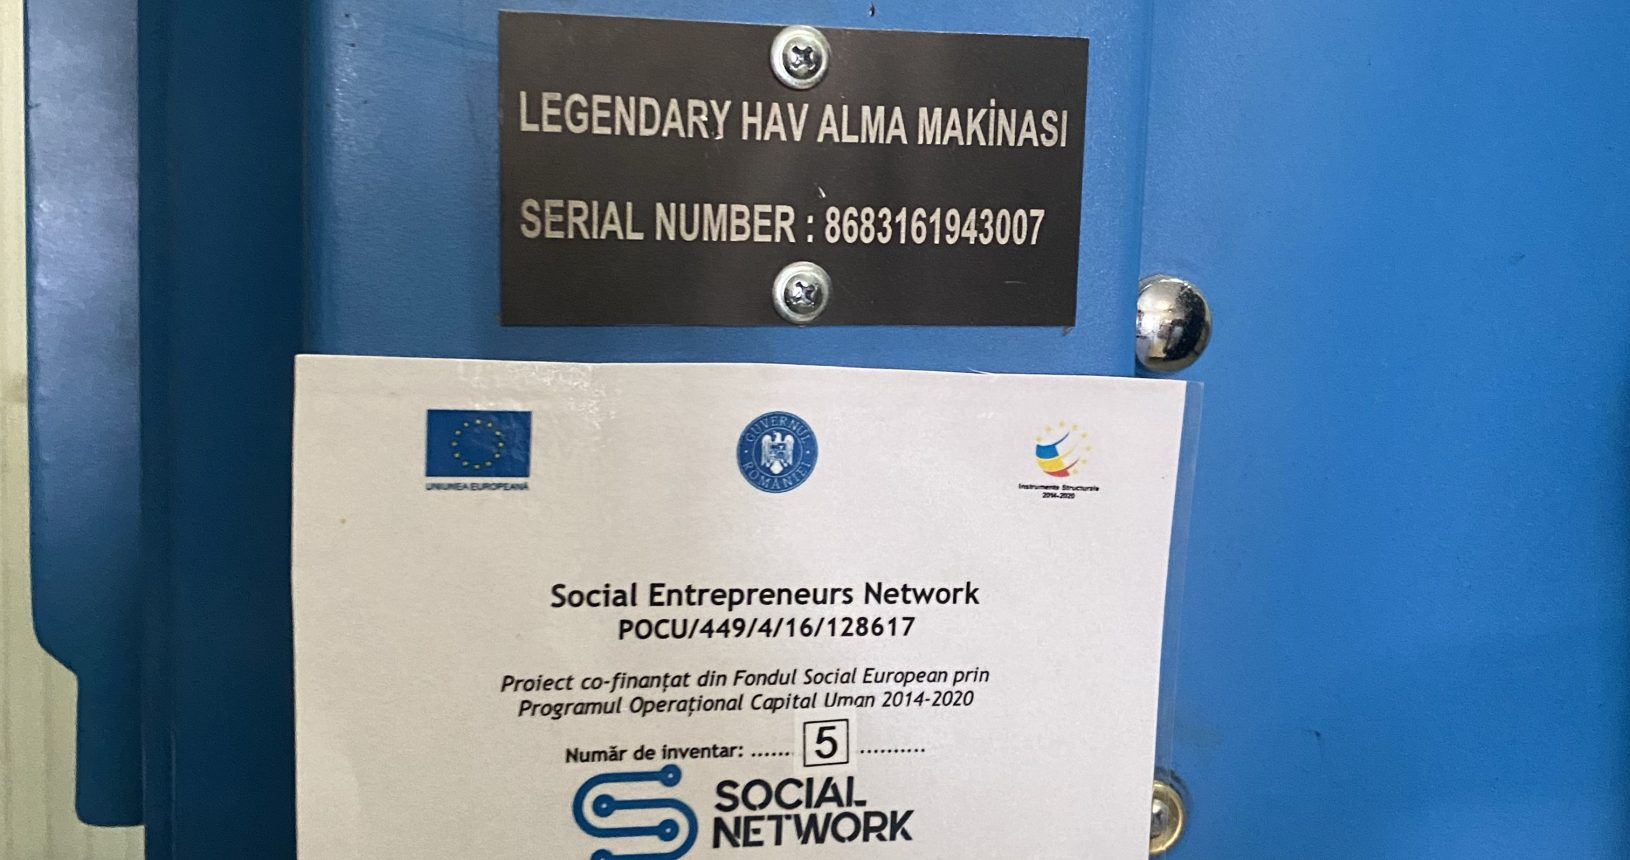 LEGENDARY HAV ALMA MAKİNASI
SERIAL NUMBER : 8683161943007
UNIUNEA EUROPEANĂ
GUVERNUL ROMÂNIEI
Instrumente Structurale
2014-2020
Social Entrepreneurs Network
POCU/449/4/16/128617
Proiect co-finanțat din Fondul Social European prin
Programul Operațional Capital Uman 2014-2020
Număr de inventar: ...... 5 ..........
SOCIAL
NETWORK